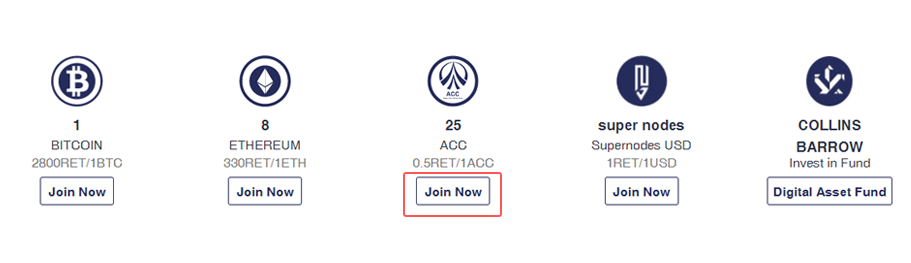 1
BITCOIN
2800RET/1BTC
Join Now
8
ETHEREUM
330RET/1ETH
Join Now
ACC
25
ACC
0.5RET/1ACC
Join Now
super nodes
Supernodes USD
1RET/1USD
Join Now
COLLINS
BARROW
Invest in Fund
Digital Asset Fund